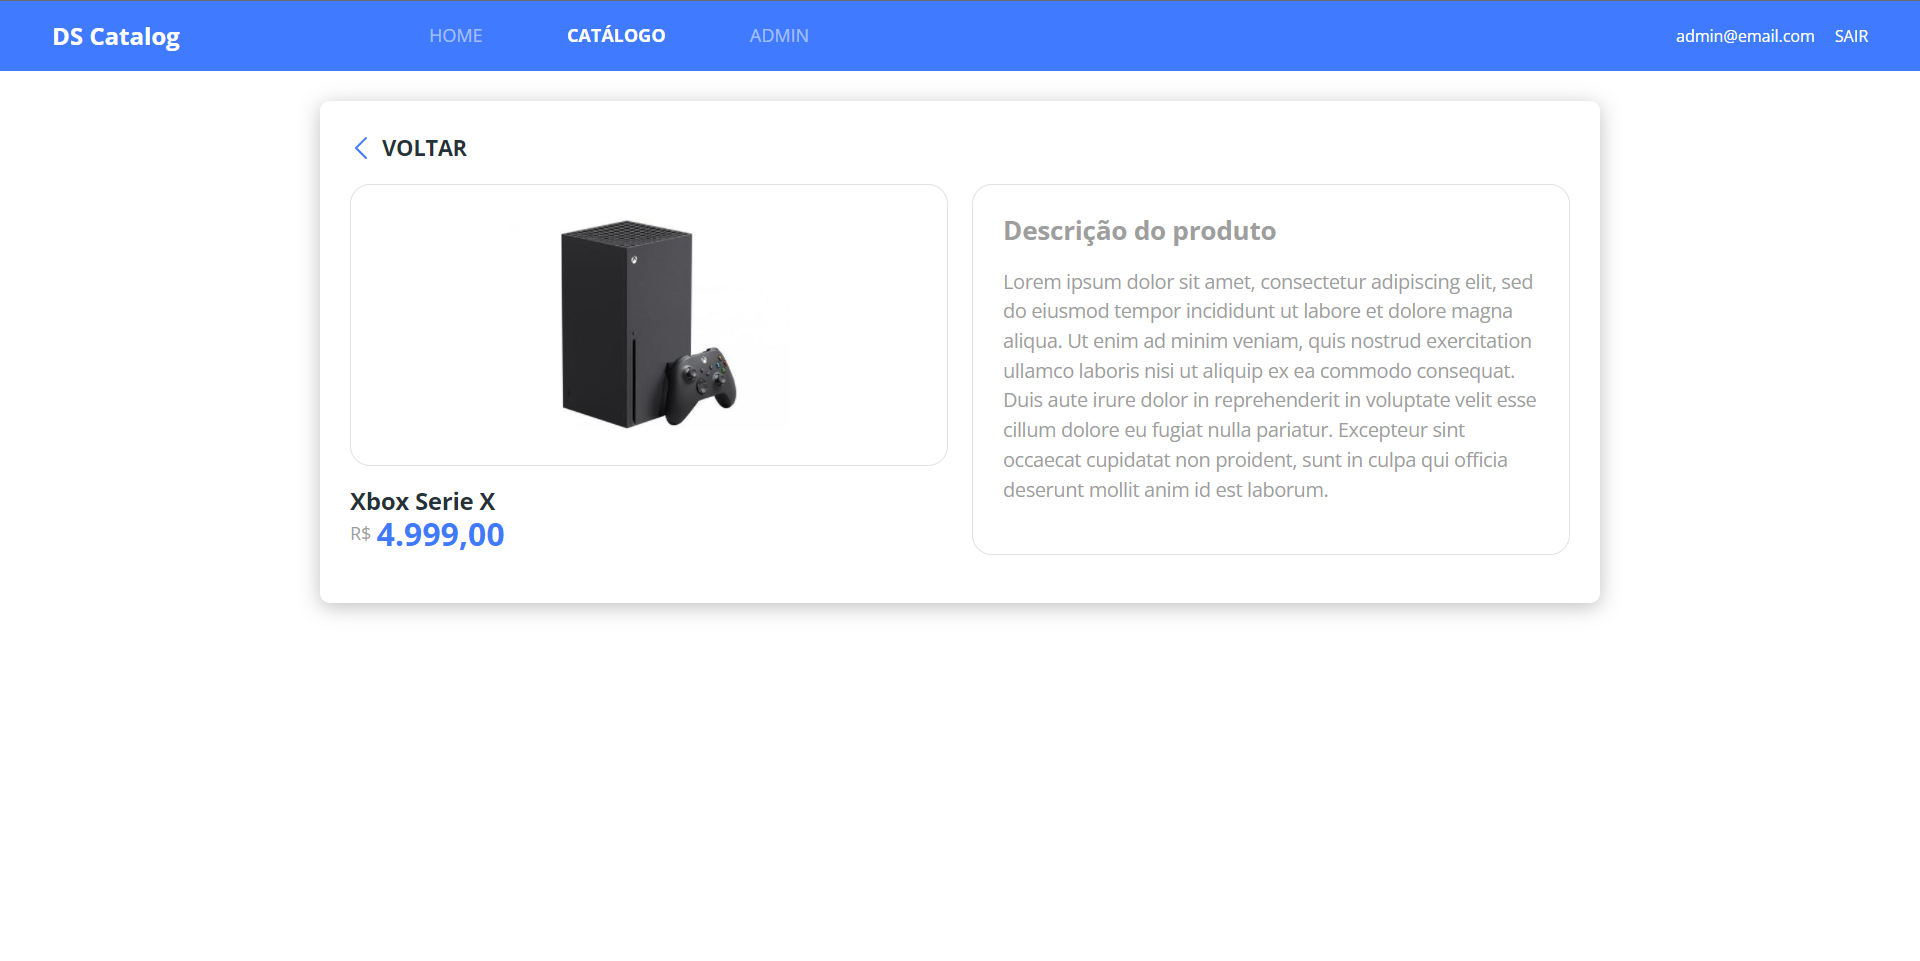 DS Catalog
HOME
CATÁLOGO
ADMIN
admin@email.com
SAIR
VOLTAR
Xbox Serie X
R$ 4.999,00
Descrição do produto
Lorem ipsum dolor sit amet, consectetur adipiscing elit, sed
do eiusmod tempor incididunt ut labore et dolore magna
aliqua. Ut enim ad minim veniam, quis nostrud exercitation
ullamco laboris nisi ut aliquip ex ea commodo consequat.
Duis aute irure dolor in reprehenderit in voluptate velit esse
cillum dolore eu fugiat nulla pariatur. Excepteur sint
occaecat cupidatat non proident, sunt in culpa qui officia
deserunt mollit anim id est laborum.